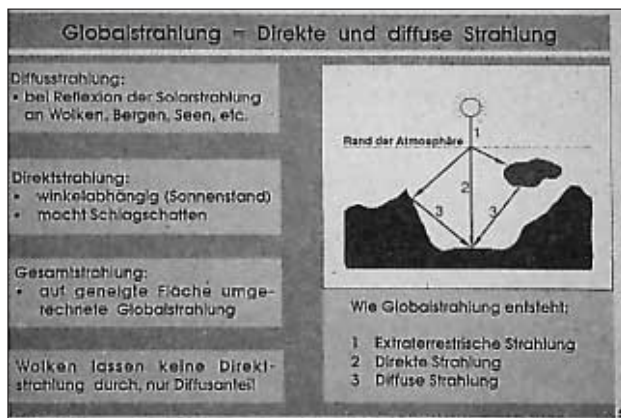 Globalstrahlung = Direkte und diffuse Strahlung
Diffusstrahlung:
• bei Reflexion der Solarstrahlung
an Wolken, Bergen, Seen, etc.
Direktstrahlung:
• winkelabhängig (Sonnenstand)
• macht Schlagschatten
Gesamtstrahlung:
• auf geneigte Fläche umge-
rechnete Globalstrahlung
Wolken lassen keine Direkt-
strahlung durch, nur Diffusanteil
1
Rand der Atmosphäre
2
3
3
Wie Globalstrahlung entsteht:
1 Extraterrestrische Strahlung
2 Direkte Strahlung
3 Diffuse Strahlung